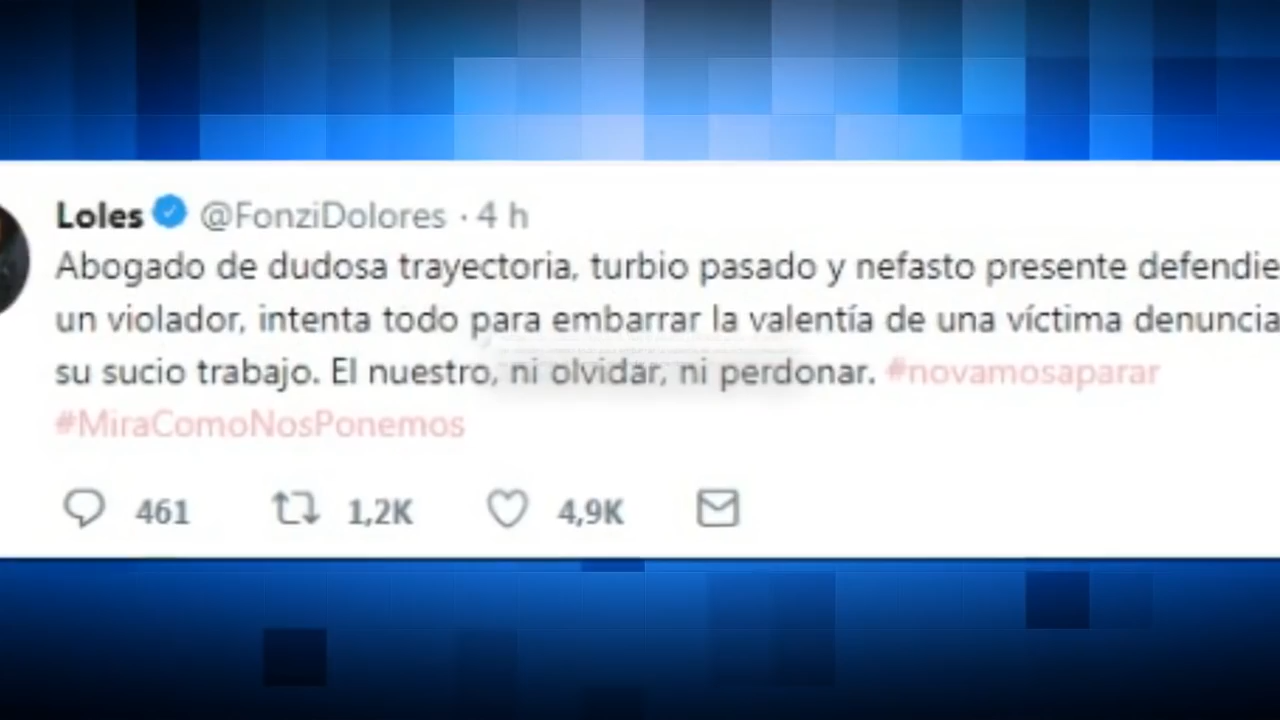 Loles @FonziDolores · 4 h
Abogado de dudosa trayectoria, turbio pasado y nefasto presente defendie
un violador, intenta todo para embarrar la valentía de una víctima denuncia
su sucio trabajo. El nuestro, ni olvidar, ni perdonar. #novamosaparar
#MiraComoNosPonemos
461 1,2K 4,9K